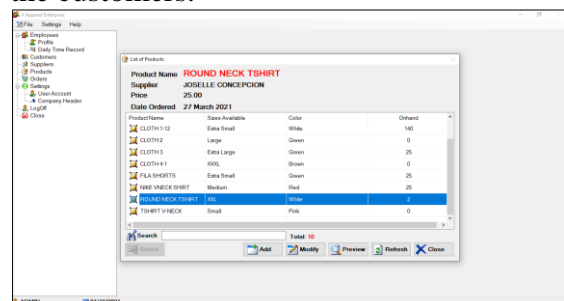 the customers.
X Apparel Enterprise
File Settings Help
Employees
Profile
Daily Time Record
Customers
Suppliers
Products
Orders
Settings
User Account
Company Header
LogOff
Close
List of Products
Product Name ROUND NECK TSHIRT
Supplier JOSELLE CONCEPCION
Price 25.00
Date Ordered 27 March 2021
Product Name Sizes Available Color Onhand
CLOTH 1-12 Extra Small White 140
CLOTH 2 Large Green 0
CLOTH 3 Extra Large Green 25
CLOTH 4-1 XXXL Brown 0
FILA SHORTS Extra Small Green 25
NIKE VNECK SHIRT Medium Red 25
ROUND NECK TSHIRT XXL White 2
TSHIRT V-NECK Small Pink 0
Search Total: 10
Select Add Modify Preview Refresh Close